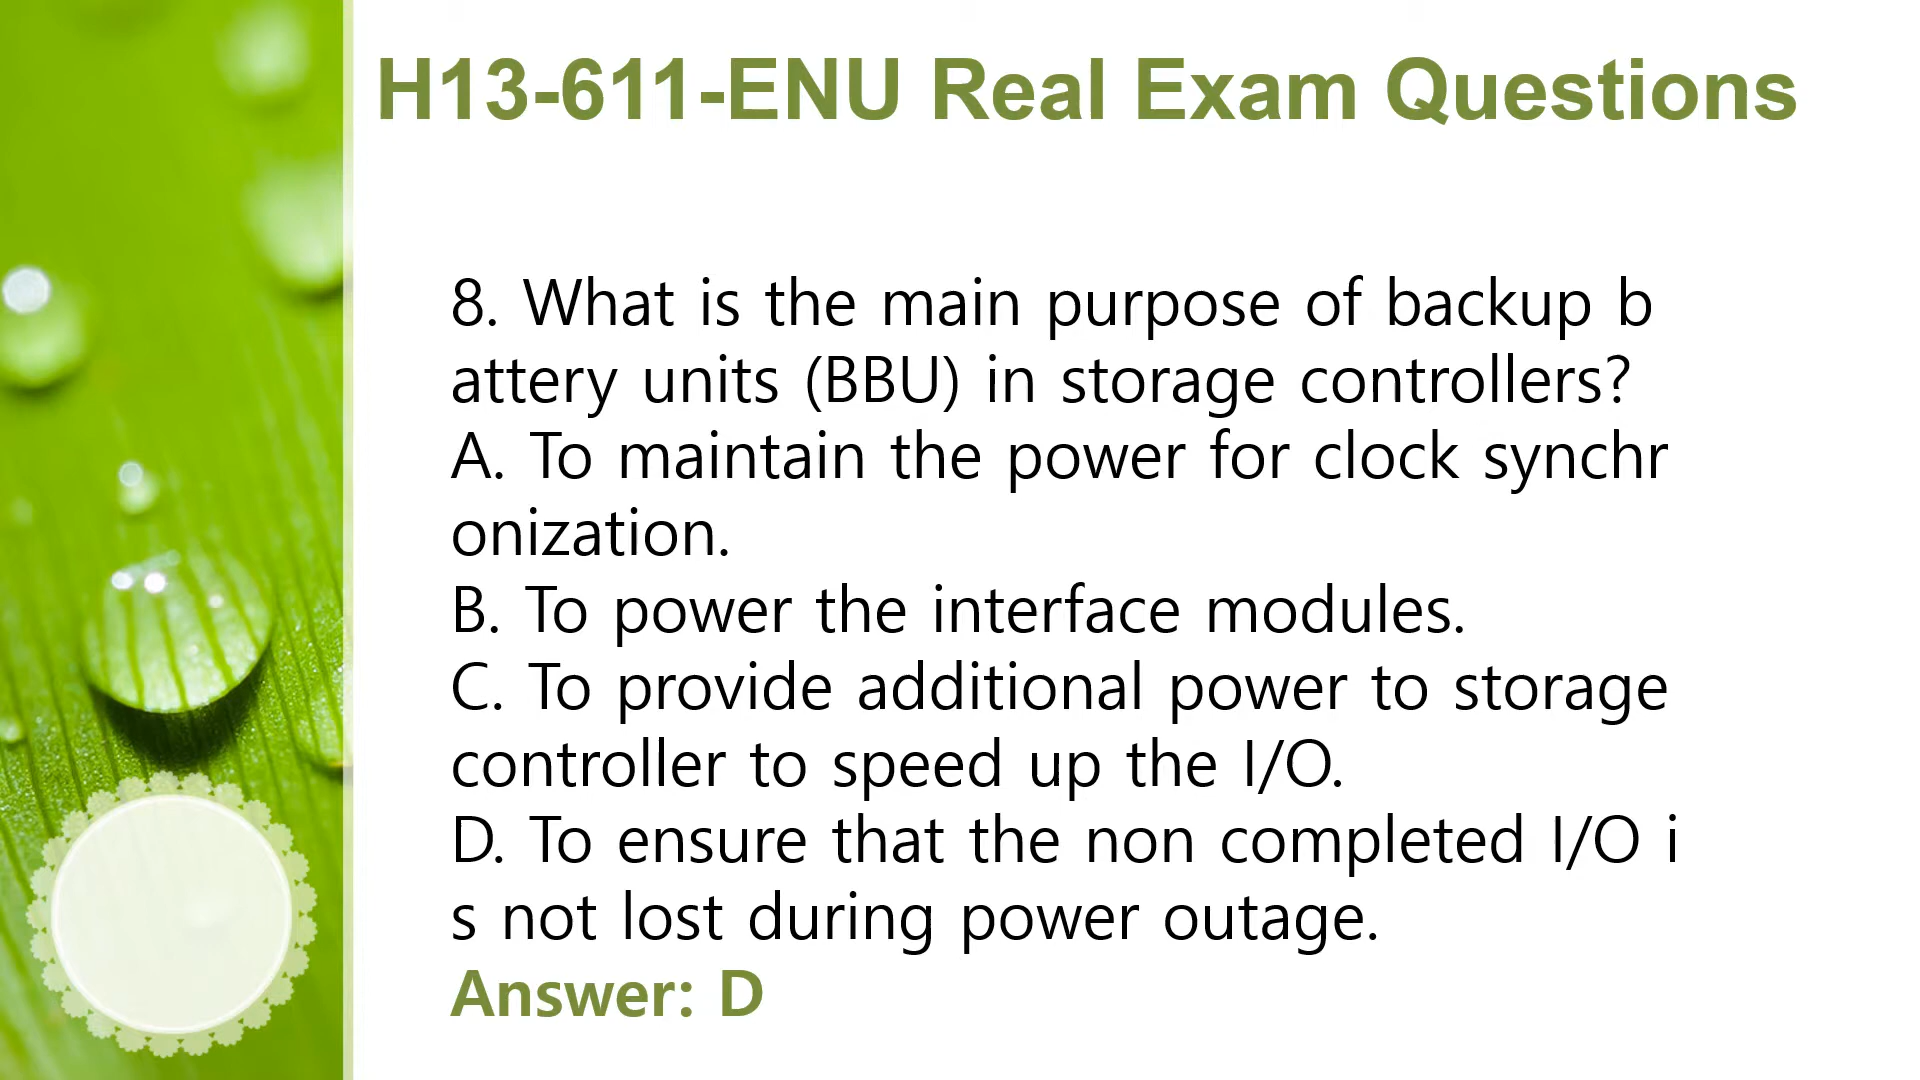 H13-611-ENU Real Exam Questions
8. What is the main purpose of backup b
attery units (BBU) in storage controllers?
A. To maintain the power for clock synchr
onization.
B. To power the interface modules.
C. To provide additional power to storage
controller to speed up the I/O.
D. To ensure that the non completed I/O i
s not lost during power outage.
Answer: D